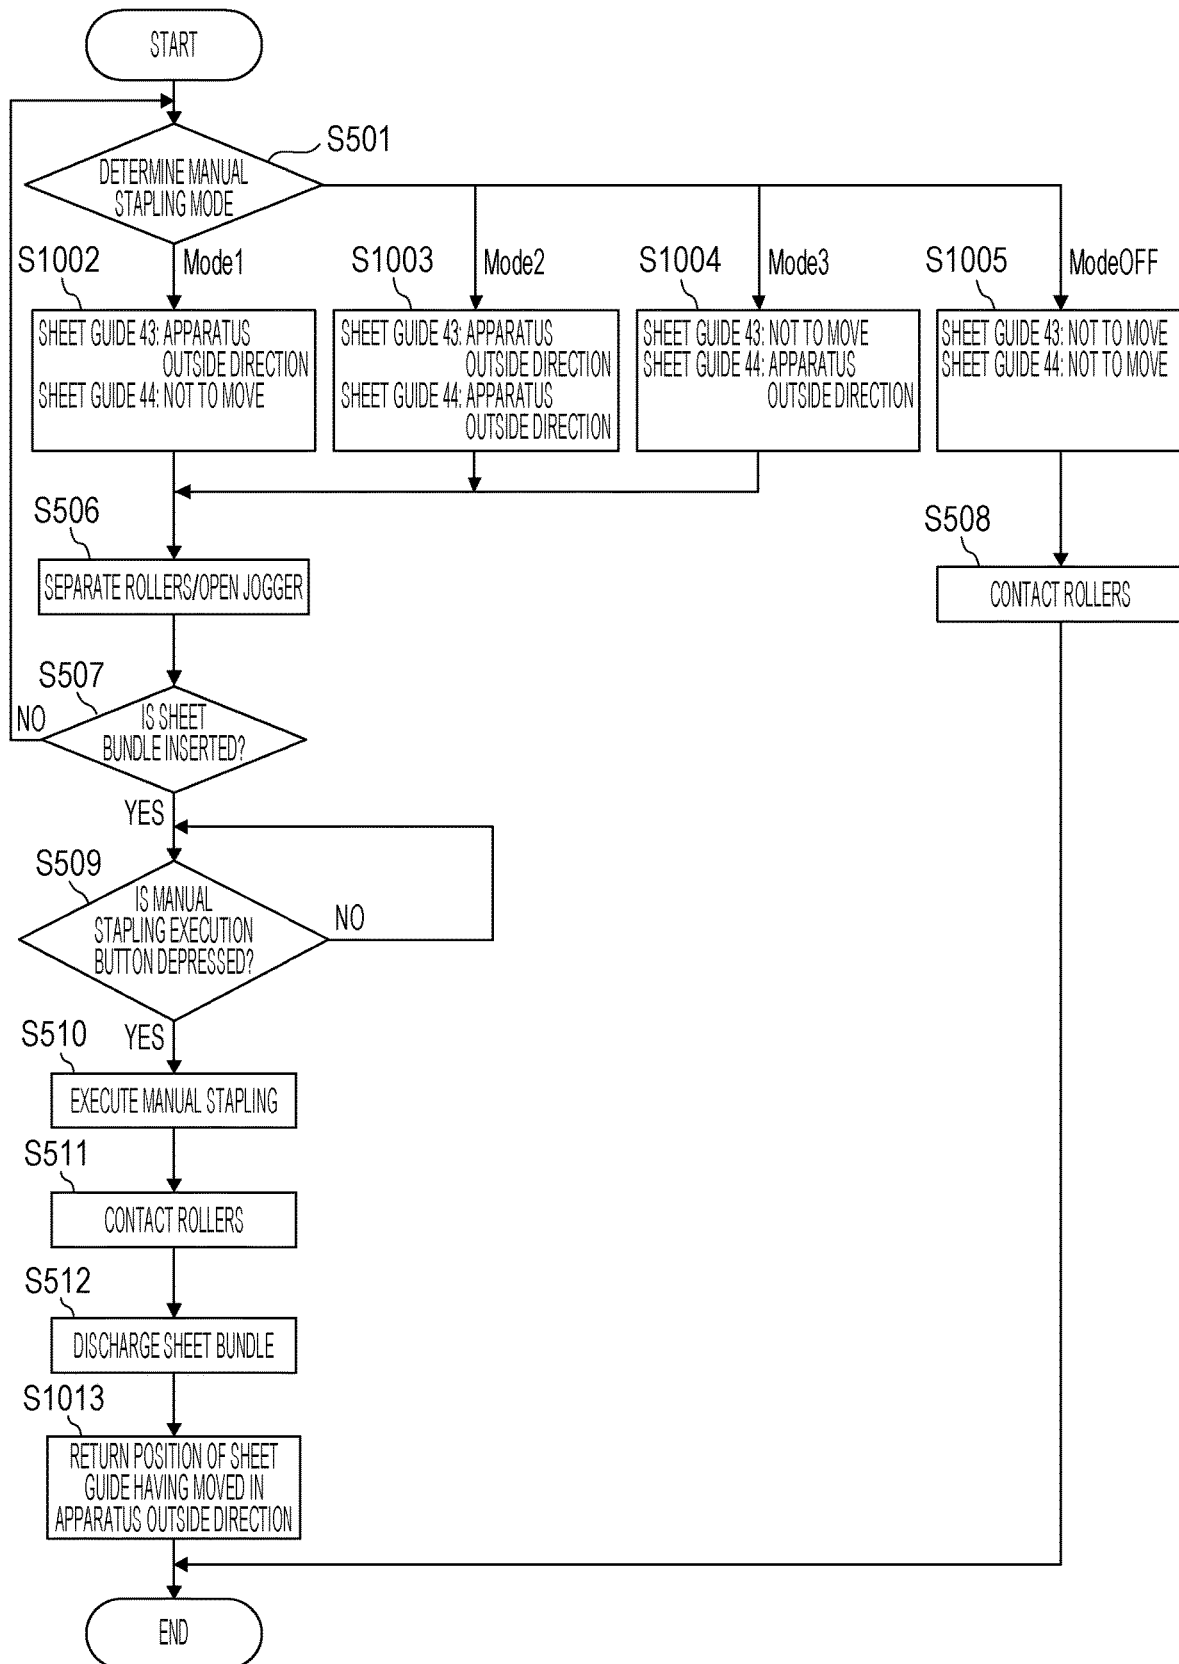 START
S501
DETERMINE MANUAL
STAPLING MODE
S1002
Mode1
S1003
Mode2
S1004
Mode3
S1005
ModeOFF
SHEET GUIDE 43: APPARATUS
OUTSIDE DIRECTION
SHEET GUIDE 44: NOT TO MOVE
SHEET GUIDE 43: APPARATUS
OUTSIDE DIRECTION
SHEET GUIDE 44: APPARATUS
OUTSIDE DIRECTION
SHEET GUIDE 43: NOT TO MOVE
SHEET GUIDE 44: APPARATUS
OUTSIDE DIRECTION
SHEET GUIDE 43: NOT TO MOVE
SHEET GUIDE 44: NOT TO MOVE
S506
SEPARATE ROLLERS/OPEN JOGGER
S508
CONTACT ROLLERS
S507
NO
IS SHEET
BUNDLE INSERTED?
YES
S509
IS MANUAL
STAPLING EXECUTION
BUTTON DEPRESSED?
NO
YES
S510
EXECUTE MANUAL STAPLING
S511
CONTACT ROLLERS
S512
DISCHARGE SHEET BUNDLE
S1013
RETURN POSITION OF SHEET
GUIDE HAVING MOVED IN
APPARATUS OUTSIDE DIRECTION
END